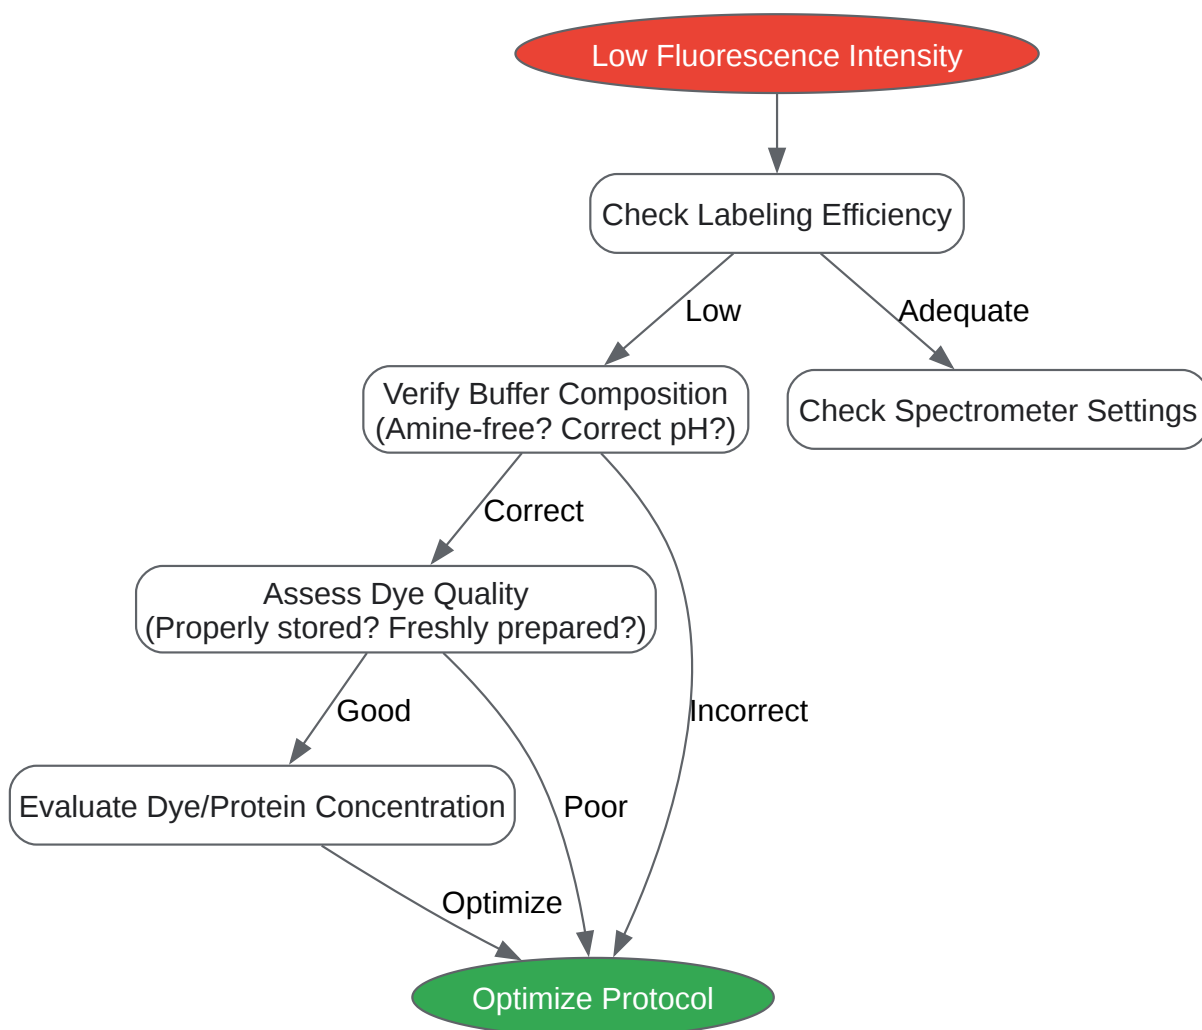 Low Fluorescence Intensity
Check Labeling Efficiency
Low
Adequate
Verify Buffer Composition
(Amine-free? Correct pH?)
Check Spectrometer Settings
Correct
Assess Dye Quality
(Properly stored? Freshly prepared?)
Good
Incorrect
Evaluate Dye/Protein Concentration
Poor
Optimize
Optimize Protocol